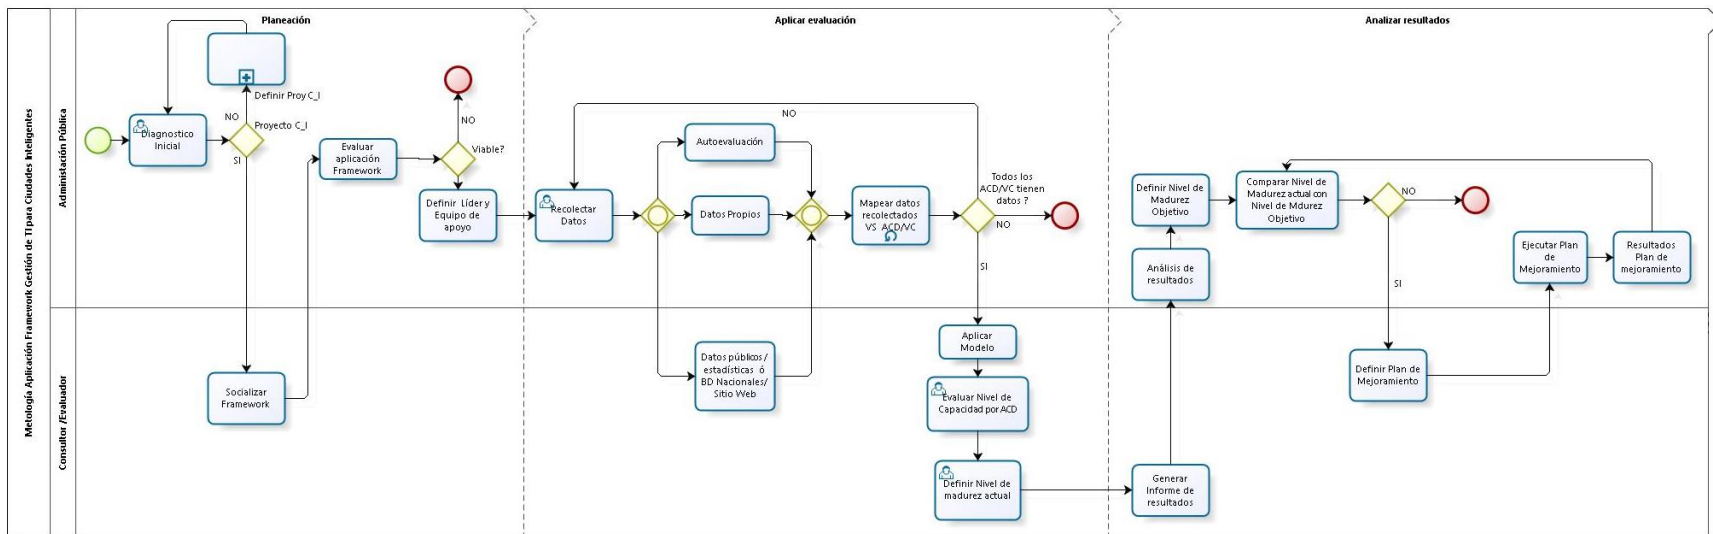 Planeación
Aplicar evaluación
Analizar resultados
Metología Aplicación Framework Gestión de TI para Ciudades Inteligentes
Administación Pública
Consultor /Evaluador
Definir Proy C_I
NO
Proyecto C_I
SI
Diagnostico
Inicial
Evaluar
aplicación
Framework
NO
Viable?
Definir Líder y
Equipo de
apoyo
Socializar
Framework
Recolectar
Datos
NO
Autoevaluación
Datos Propios
Datos públicos /
estadísticas ó
BD Nacionales/
Sitio Web
Mapear datos
recolectados
VS ACD/VC
Todos los
ACD/VC tienen
datos ?
NO
SI
Aplicar
Modelo
Evaluar Nivel de
Capacidad por ACD
Definir Nivel de
madurez actual
Generar
Informe de
resultados
Análisis de
resultados
Definir Nivel de
Madurez
Objetivo
Comparar Nivel de
Madurez actual con
Nivel de Mdurez
Objetivo
NO
SI
Definir Plan de
Mejoramiento
Ejecutar Plan
de
Mejoramiento
Resultados
Plan de
mejoramiento